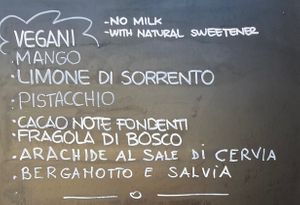 - NO MILK
- WITH NATURAL SWEETENER
VEGANI
. MANGO
. LIMONE DI SORRENTO
. PISTACCHIO
. CACAO NOTE FONDENTI
. FRAGOLA DI BOSCO
. ARACHIDE AL SALE DI CERVIA
. BERGAMOTTO E SALVIA